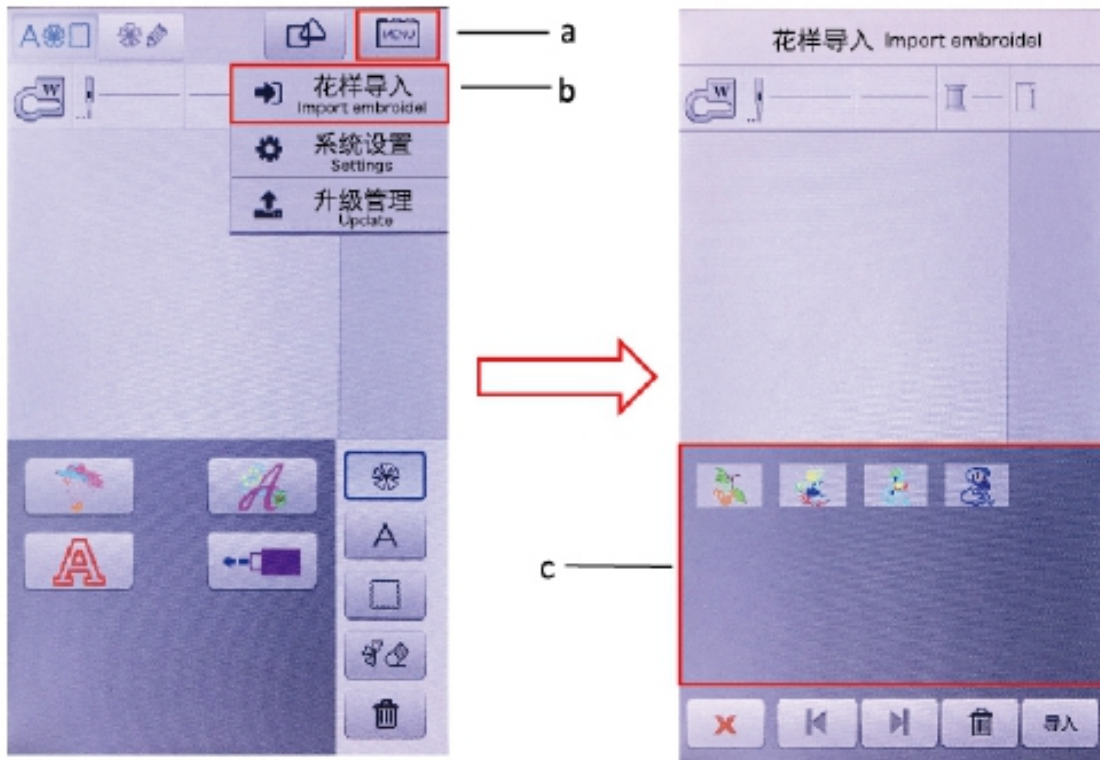 A
MENU
a
花样导入
Import embroidel
b
系统设置
Settings
升级管理
Update
A
A
A
花样导入 Import embroidel
W
W
c
导入